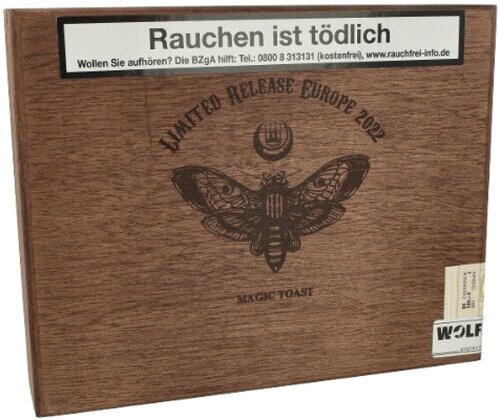 Rauchen ist tödlich
Wollen Sie aufhören? Die BZgA hilft: Tel.: 0800 8 313131 (kostenfrei), www.rauchfrei-info.de
LIMITED RELEASE EUROPE 2022
MAGIC TOAST
WOLF